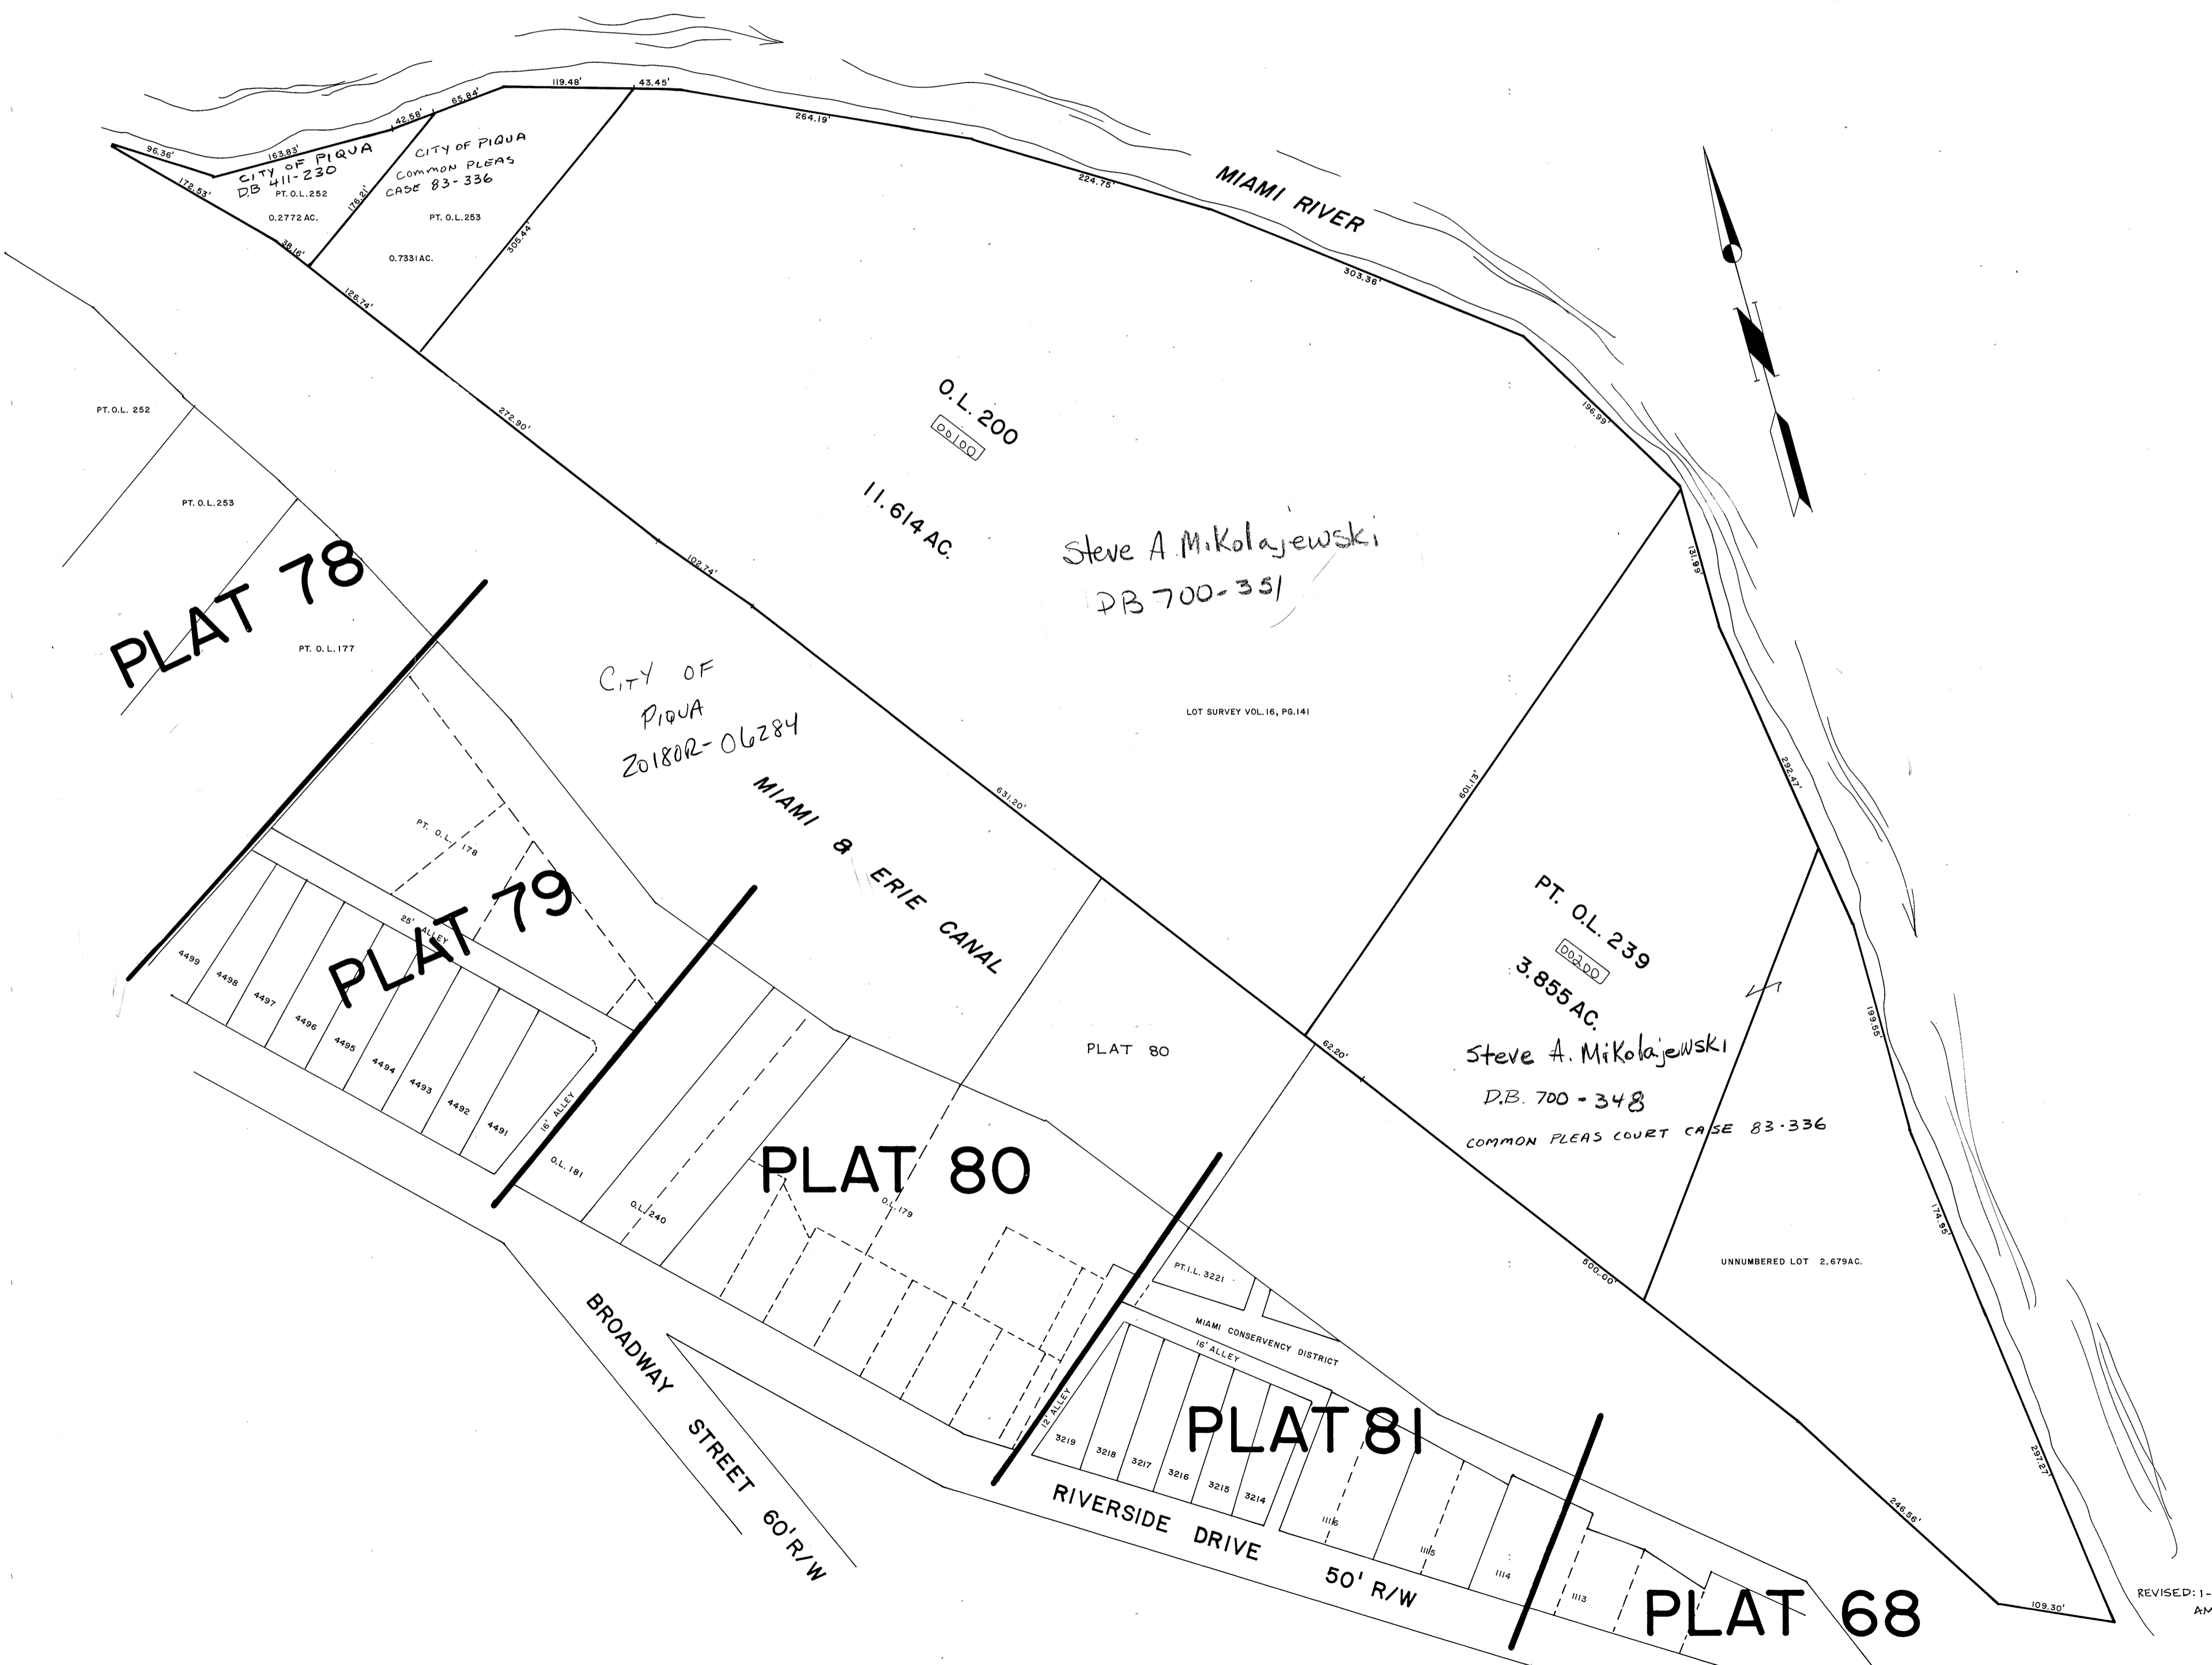 119.48'
43.45'
65.84'
42.58'
264.19'
163.83'
96.36'
CITY OF PIQUA
DB 411-230
PT. O.L.252
0.2772 AC.
172.53'
38.16'
176.21'
CITY OF PIQUA
COMMON PLEAS
CASE 83-336
PT. O.L.253
0.7331 AC.
305.44'
126.74'
224.75'
MIAMI RIVER
303.36'
N
196.99'
O.L. 200
00100
11.614 AC.
Steve A. Mikolajewski
DB 700-351
LOT SURVEY VOL.16, PG.141
272.90'
102.74'
631.20'
601.13'
131.99'
292.47'
PT. O.L. 252
PT. O.L.253
PLAT 78
PT. O.L.177
CITY OF
PIQUA
2018OR-06284
MIAMI & ERIE CANAL
PT. O.L. 178
25' ALLEY
PLAT 79
4499
4498
4497
4496
4495
4494
4493
4492
4491
16' ALLEY
PLAT 80
62.20'
PT. O.L. 239
00200
3.855 AC.
Steve A. Mikolajewski
D.B. 700-348
COMMON PLEAS COURT CASE 83-336
199.55'
174.95'
O.L. 181
O.L. 240
PLAT 80
O.L. 179
500.00'
UNNUMBERED LOT 2.679AC.
PT. I.L. 3221
MIAMI CONSERVENCY DISTRICT
16' ALLEY
12' ALLEY
BROADWAY STREET 60' R/W
3219
3218
3217
3216
3215
3214
PLAT 81
RIVERSIDE DRIVE 50' R/W
1116
1115
1114
1113
PLAT 68
246.56'
297.27'
109.30'
REVISED: 1-
AM